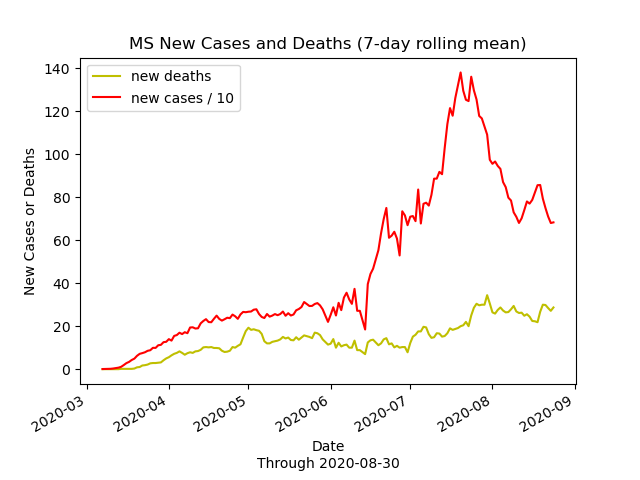 MS New Cases and Deaths (7-day rolling mean)
new deaths
new cases / 10
New Cases or Deaths
140
120
100
80
60
40
20
0
2020-03
2020-04
2020-05
2020-06
2020-07
2020-08
2020-09
Date
Through 2020-08-30